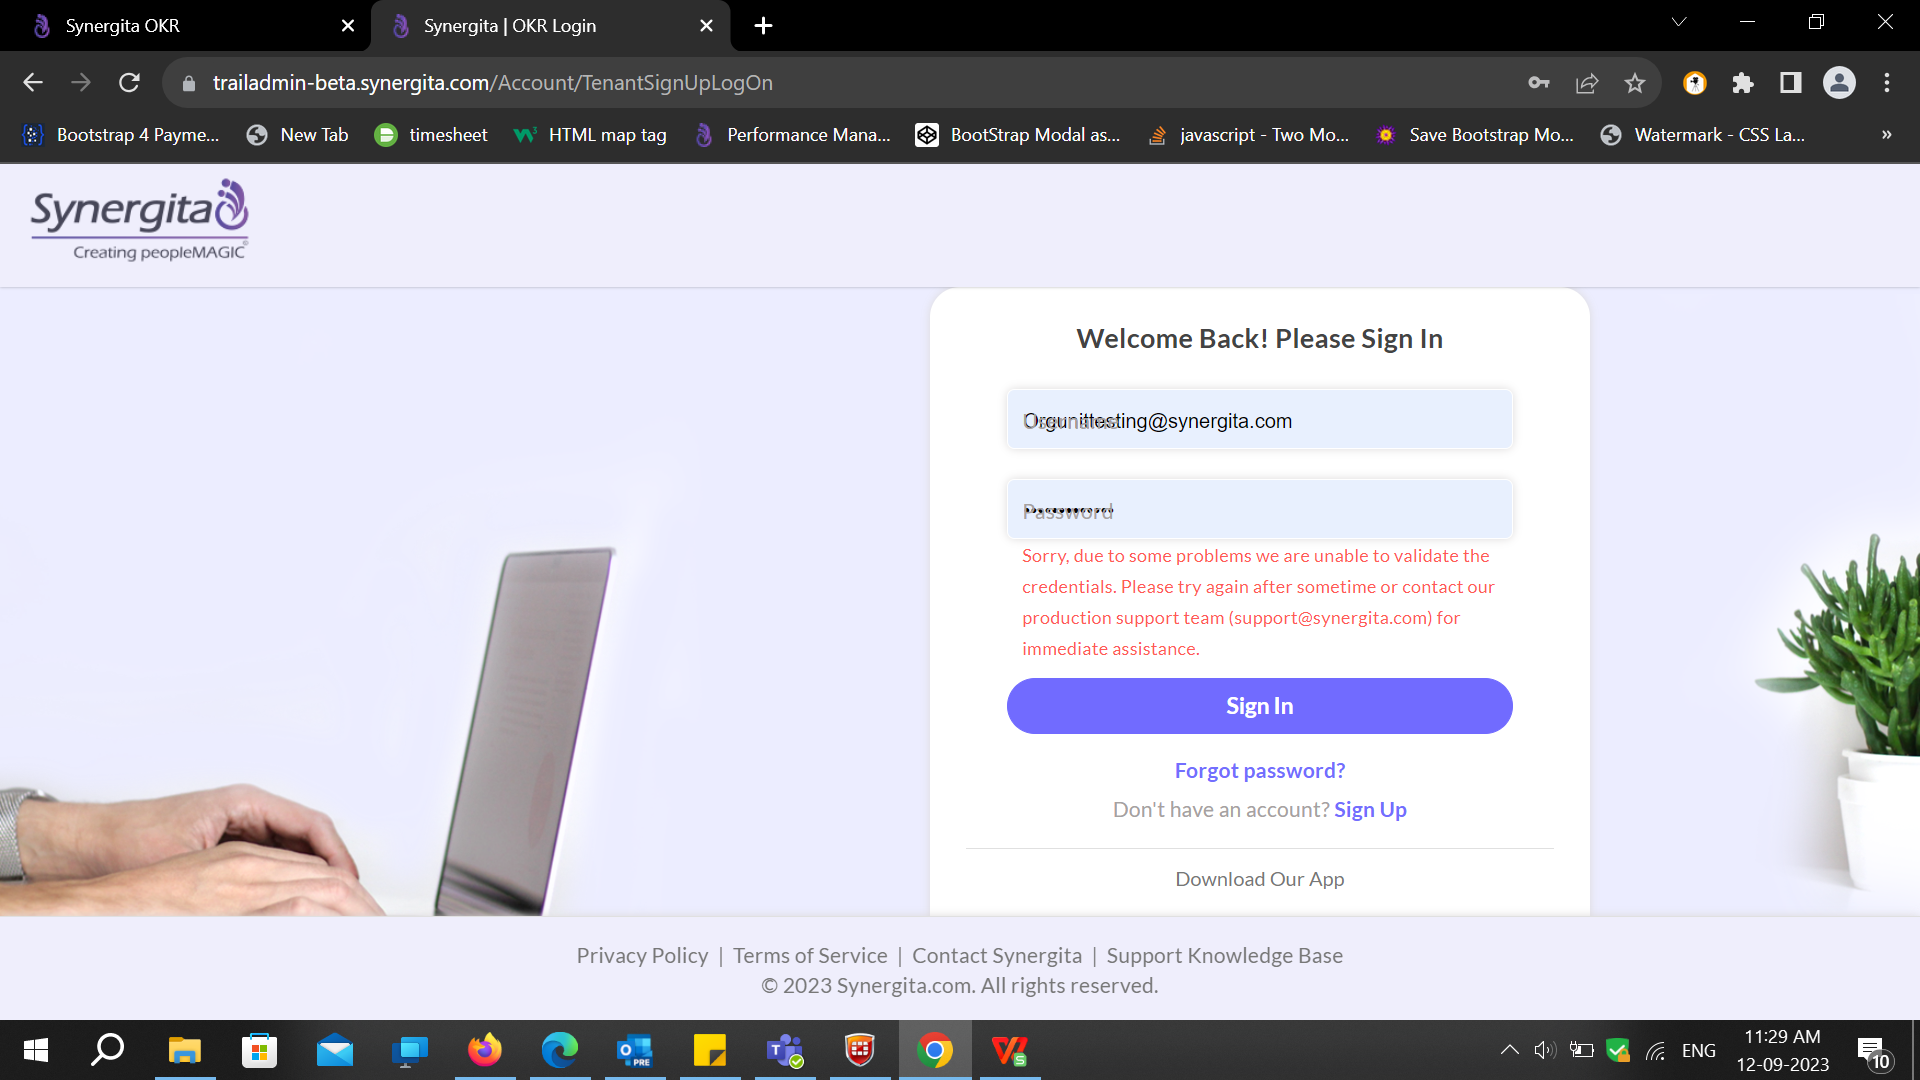 Synergita OKR
Synergita | OKR Login
trailadmin-beta.synergita.com/Account/TenantSignUpLogOn
Bootstrap 4 Payme...
New Tab
timesheet
HTML map tag
Performance Mana...
BootStrap Modal as...
javascript - Two Mo...
Save Bootstrap Mo...
Watermark - CSS La...
»
Synergita
Creating peopleMAGIC©
Welcome Back! Please Sign In
Username
Orgunittesting@synergita.com
Password
Sorry, due to some problems we are unable to validate the
credentials. Please try again after sometime or contact our
production support team (support@synergita.com) for
immediate assistance.
Sign In
Forgot password?
Don't have an account? Sign Up
Download Our App
Privacy Policy | Terms of Service | Contact Synergita | Support Knowledge Base
© 2023 Synergita.com. All rights reserved.
PRE
ENG
11:29 AM
12-09-2023
10